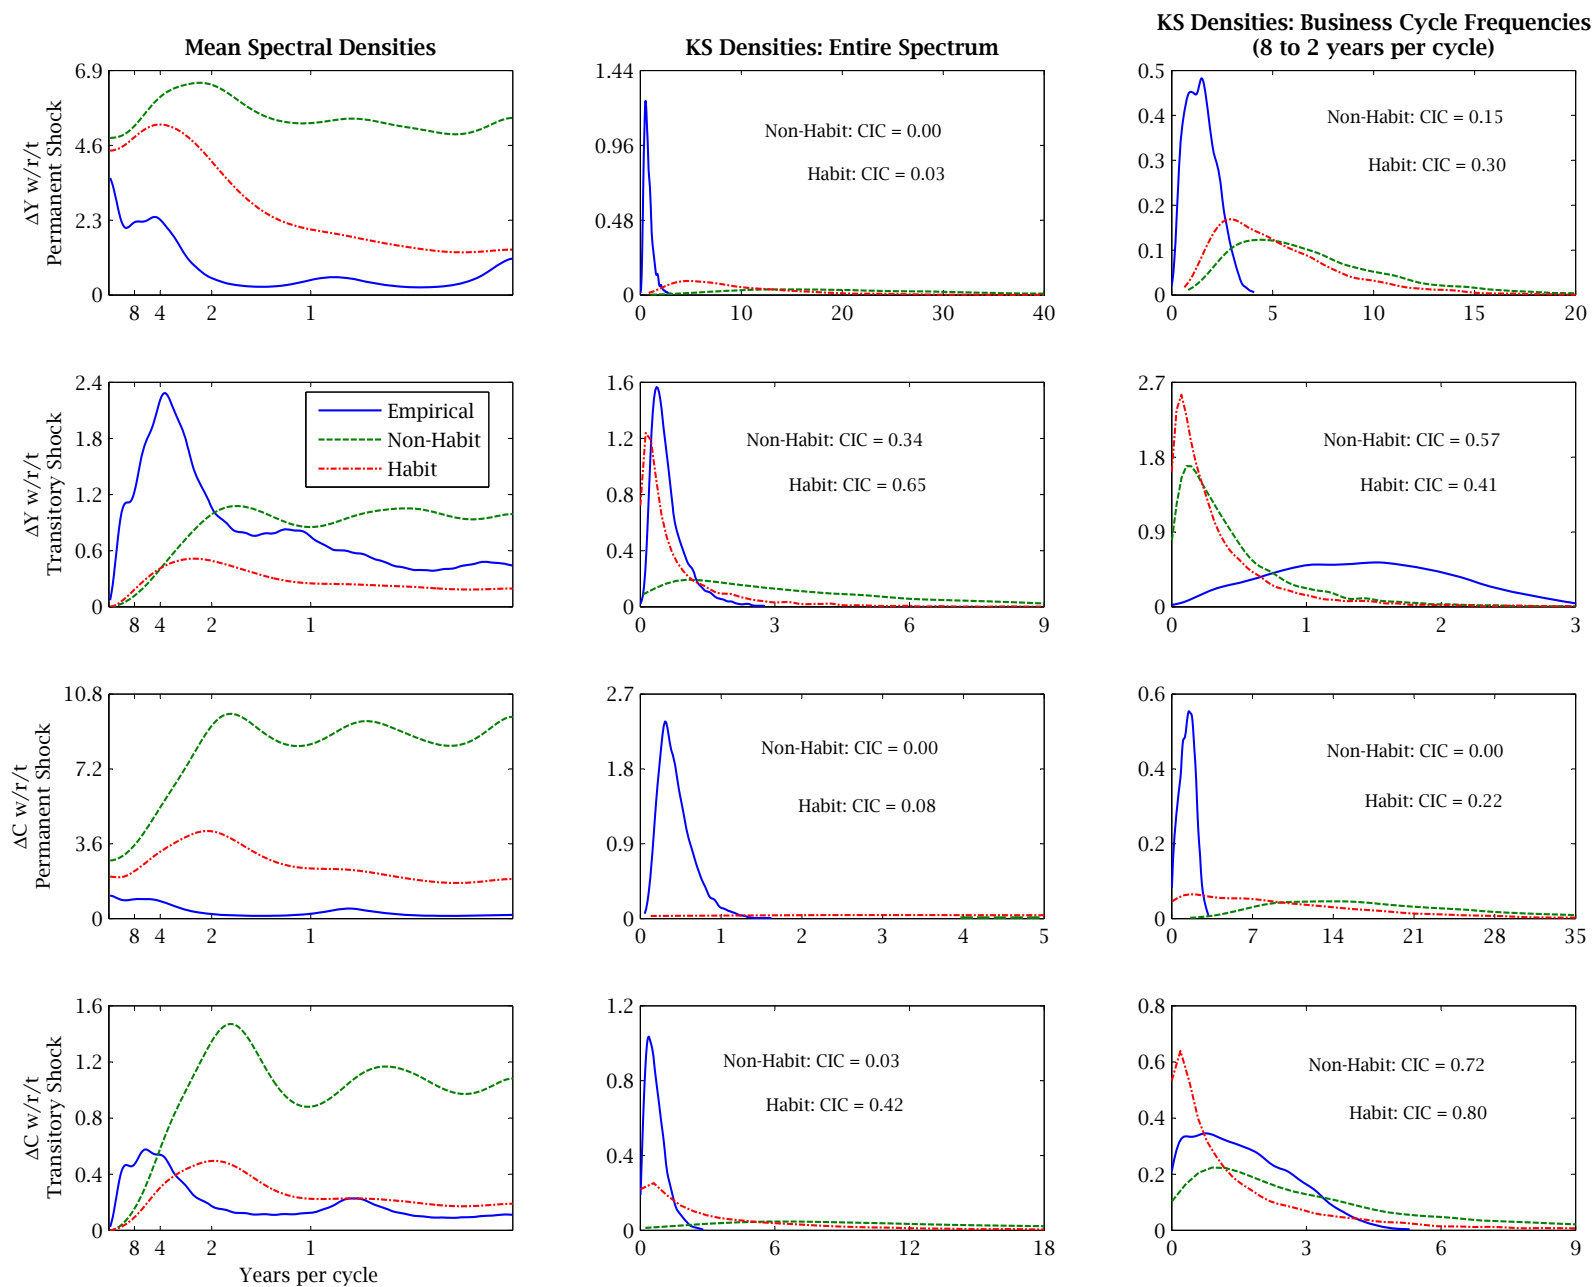 Mean Spectral Densities
KS Densities: Entire Spectrum
KS Densities: Business Cycle Frequencies
(8 to 2 years per cycle)
ΔY w/r/t
Permanent Shock
6.9
4.6
2.3
0
8 4 2 1
1.44
0.96
0.48
0
0 10 20 30 40
Non-Habit: CIC = 0.00
Habit: CIC = 0.03
0.5
0.4
0.3
0.2
0.1
0
0 5 10 15 20
Non-Habit: CIC = 0.15
Habit: CIC = 0.30
ΔY w/r/t
Transitory Shock
2.4
1.8
1.2
0.6
0
8 4 2 1
Empirical
Non-Habit
Habit
1.6
1.2
0.8
0.4
0
0 3 6 9
Non-Habit: CIC = 0.34
Habit: CIC = 0.65
2.7
1.8
0.9
0
0 1 2 3
Non-Habit: CIC = 0.57
Habit: CIC = 0.41
ΔC w/r/t
Permanent Shock
10.8
7.2
3.6
0
8 4 2 1
2.7
1.8
0.9
0
0 1 2 3 4 5
Non-Habit: CIC = 0.00
Habit: CIC = 0.08
0.6
0.4
0.2
0
0 7 14 21 28 35
Non-Habit: CIC = 0.00
Habit: CIC = 0.22
ΔC w/r/t
Transitory Shock
1.6
1.2
0.8
0.4
0
8 4 2 1
Years per cycle
1.2
0.8
0.4
0
0 6 12 18
Non-Habit: CIC = 0.03
Habit: CIC = 0.42
0.8
0.6
0.4
0.2
0
0 3 6 9
Non-Habit: CIC = 0.72
Habit: CIC = 0.80